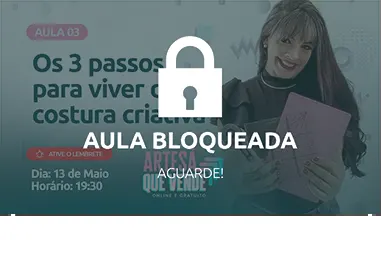 AULA 03
Os 3 passos
para viver
costura criativa
AULA BLOQUEADA
AGUARDE!
ATIVE O LEMBRETE
Dia: 13 de Maio
Horário: 19:30
ARTESÃ
QUE VENDE
ONLINE E GRATUITO